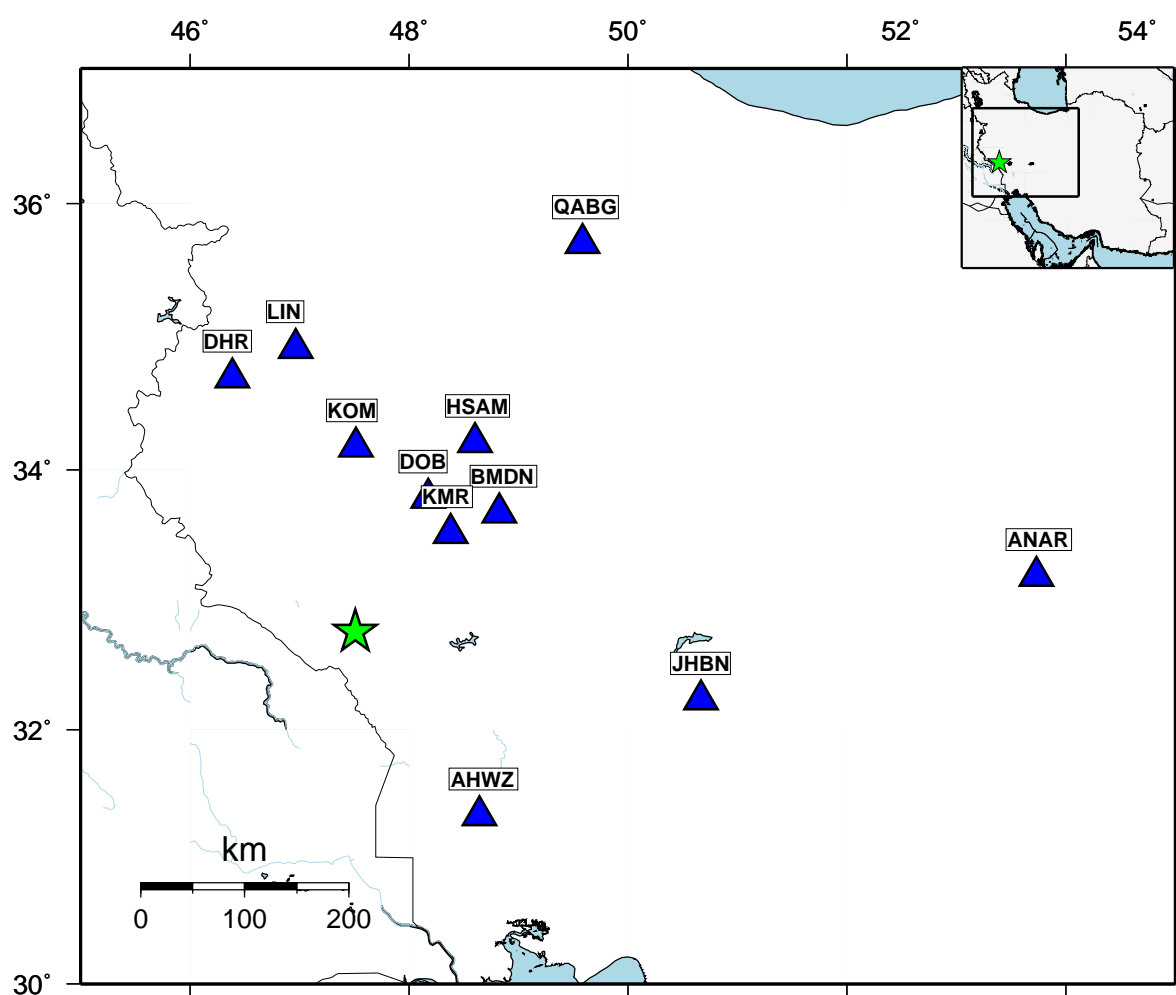 46° 48° 50° 52° 54°
36°
QABG
LIN
DHR
KOM
HSAM
34°
DOB
BMDN
KMR
ANAR
JHBN
32°
AHWZ
km
0 100 200
30°